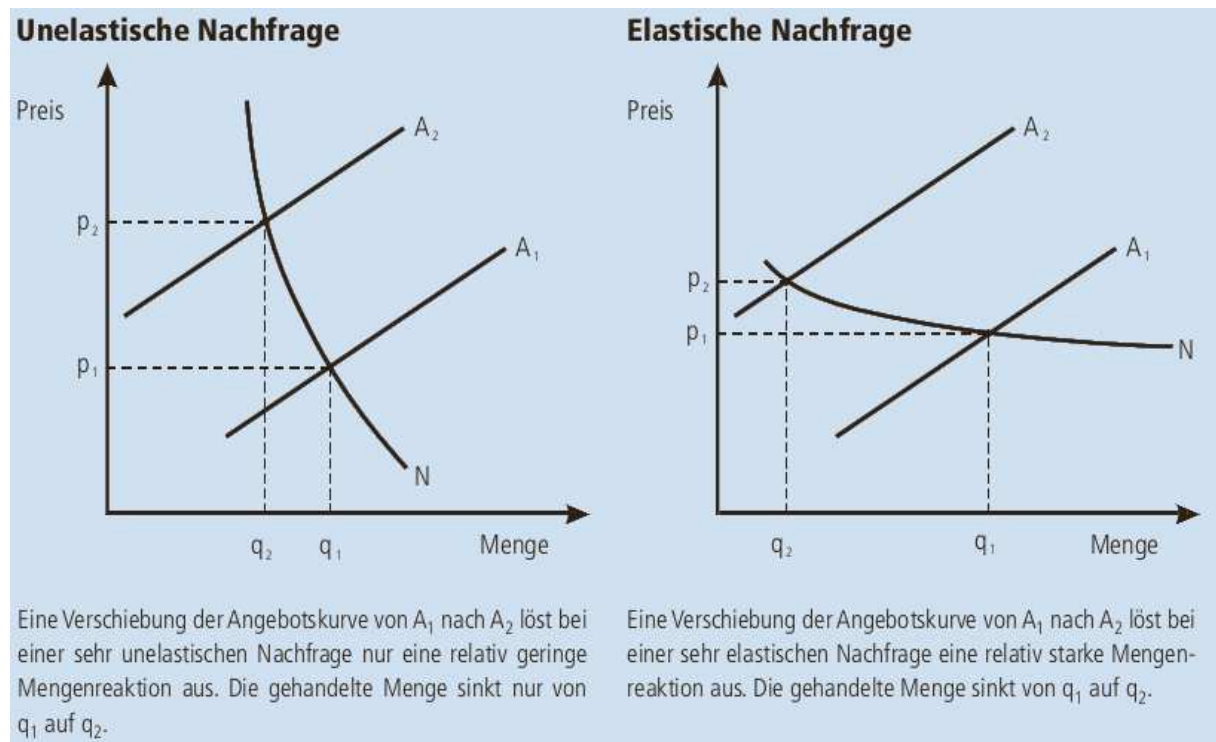 Unelastische Nachfrage
Preis
A₂
p₂
A₁
p₁
N
q₂ q₁ Menge
Eine Verschiebung der Angebotskurve von A₁ nach A₂ löst bei
einer sehr unelastischen Nachfrage nur eine relativ geringe
Mengenreaktion aus. Die gehandelte Menge sinkt nur von
q₁ auf q₂.
Elastische Nachfrage
Preis
A₂
A₁
p₂
p₁
N
q₂ q₁ Menge
Eine Verschiebung der Angebotskurve von A₁ nach A₂ löst bei
einer sehr elastischen Nachfrage eine relativ starke Mengen-
reaktion aus. Die gehandelte Menge sinkt von q₁ auf q₂.